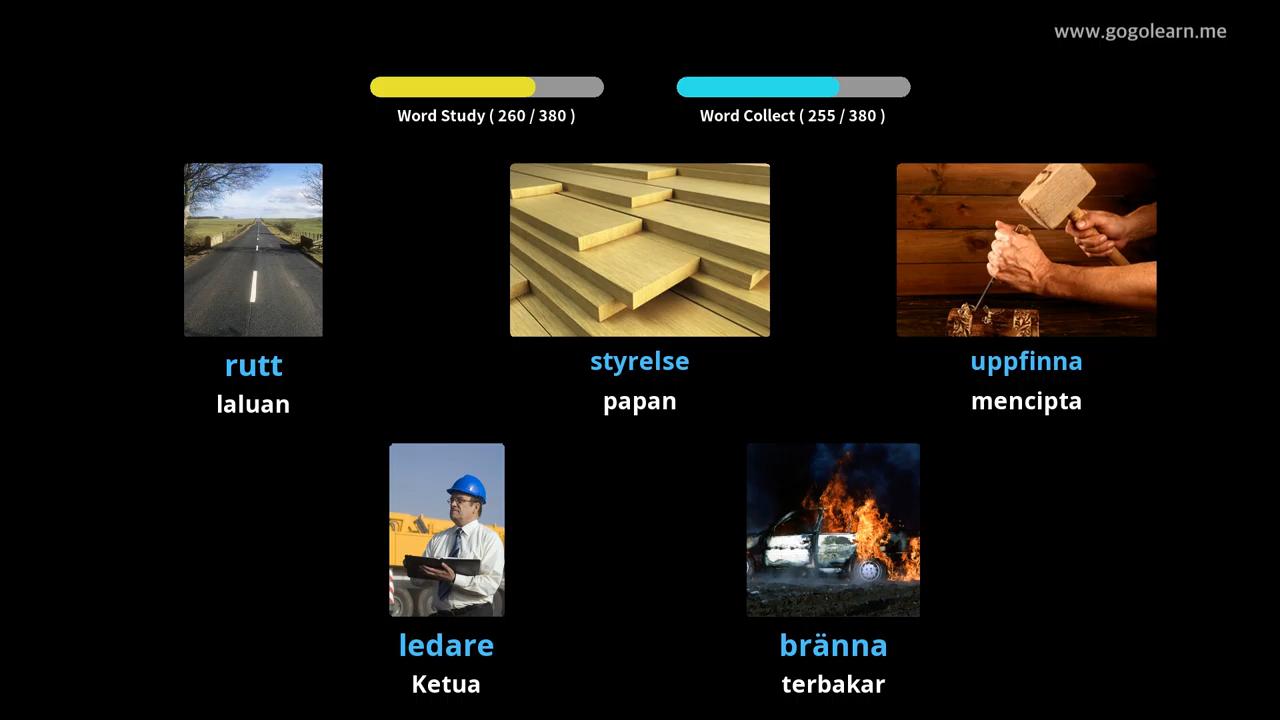 www.gogolearn.me
Word Study ( 260 / 380 )
Word Collect ( 255 / 380 )
rutt
laluan
styrelse
papan
uppfinna
mencipta
ledare
Ketua
bränna
terbakar